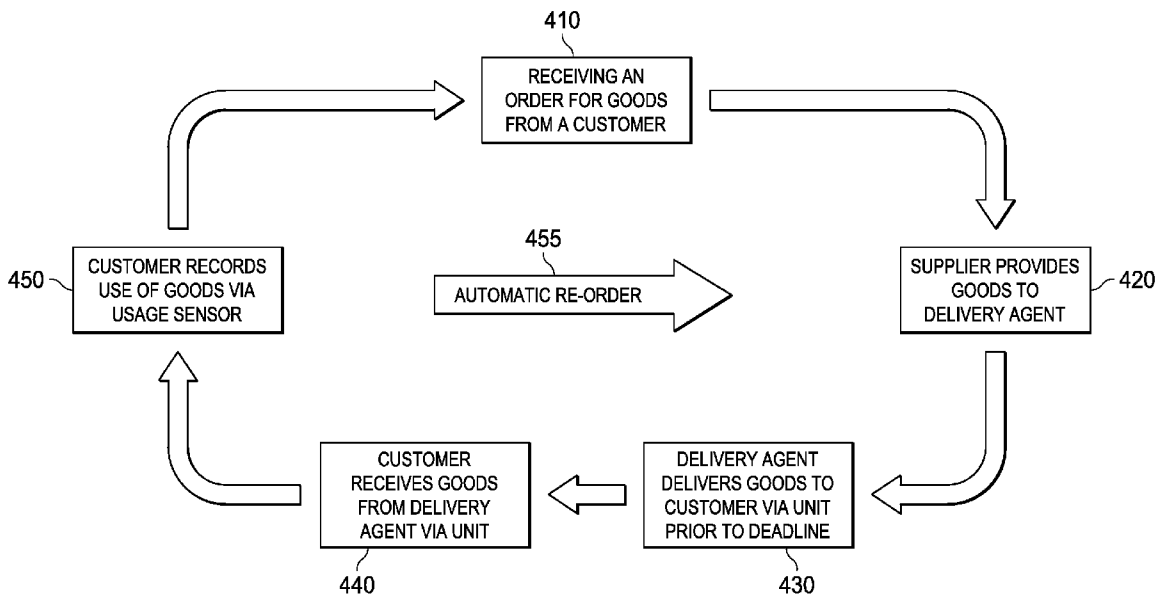 410
RECEIVING AN
ORDER FOR GOODS
FROM A CUSTOMER
455
AUTOMATIC RE-ORDER
450
CUSTOMER RECORDS
USE OF GOODS VIA
USAGE SENSOR
SUPPLIER PROVIDES
GOODS TO
DELIVERY AGENT
420
CUSTOMER
RECEIVES GOODS
FROM DELIVERY
AGENT VIA UNIT
440
DELIVERY AGENT
DELIVERS GOODS TO
CUSTOMER VIA UNIT
PRIOR TO DEADLINE
430